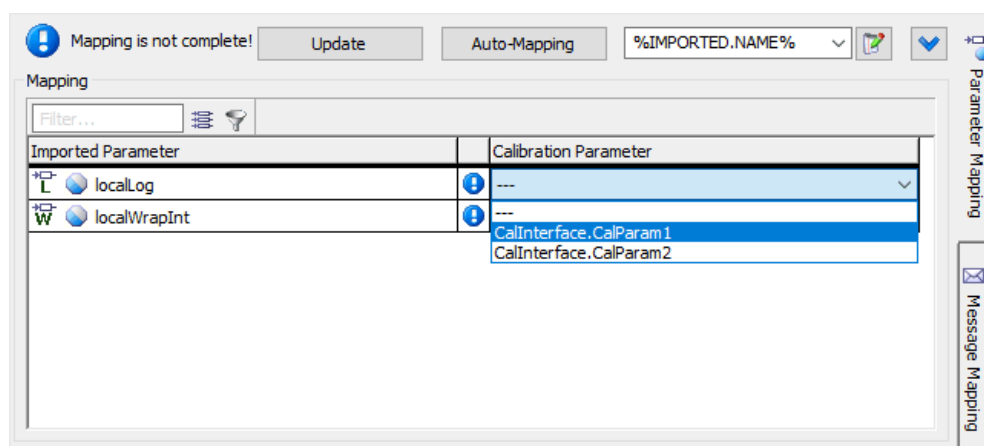 Mapping is not complete!
Update
Auto-Mapping
%IMPORTED.NAME%
Mapping
Filter...
Imported Parameter
Calibration Parameter
L localLog
---
W localWrapInt
---
CalInterface.CalParam1
CalInterface.CalParam2
Parameter Mapping
Message Mapping